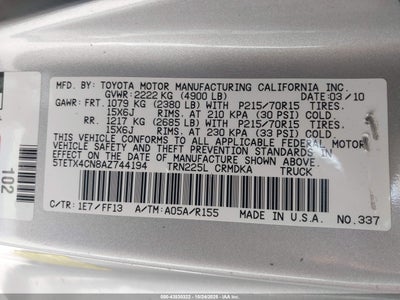 MFD. BY: TOYOTA MOTOR MANUFACTURING CALIFORNIA INC.
GVWR: 2222 KG (4900 LB) DATE: 03/10
GAWR: FRT. 1079 KG (2380 LB) WITH P215/70R15 TIRES.
15X6J RIMS. AT 210 KPA (30 PSI) COLD.
RR. 1217 KG (2685 LB) WITH P215/70R15 TIRES.
15X6J RIMS. AT 230 KPA (33 PSI) COLD.
THIS VEHICLE CONFORMS TO ALL APPLICABLE FEDERAL MOTOR
VEHICLE SAFETY AND THEFT PREVENTION STANDARDS IN
EFFECT ON THE DATE OF MANUFACTURE SHOWN ABOVE.
5TETX4CN8AZ744194 TRN225L CRMDKA TRUCK
C/TR: 1E7/FF13 A/TM: A05A/R155 MADE IN U.S.A. NO.337
102